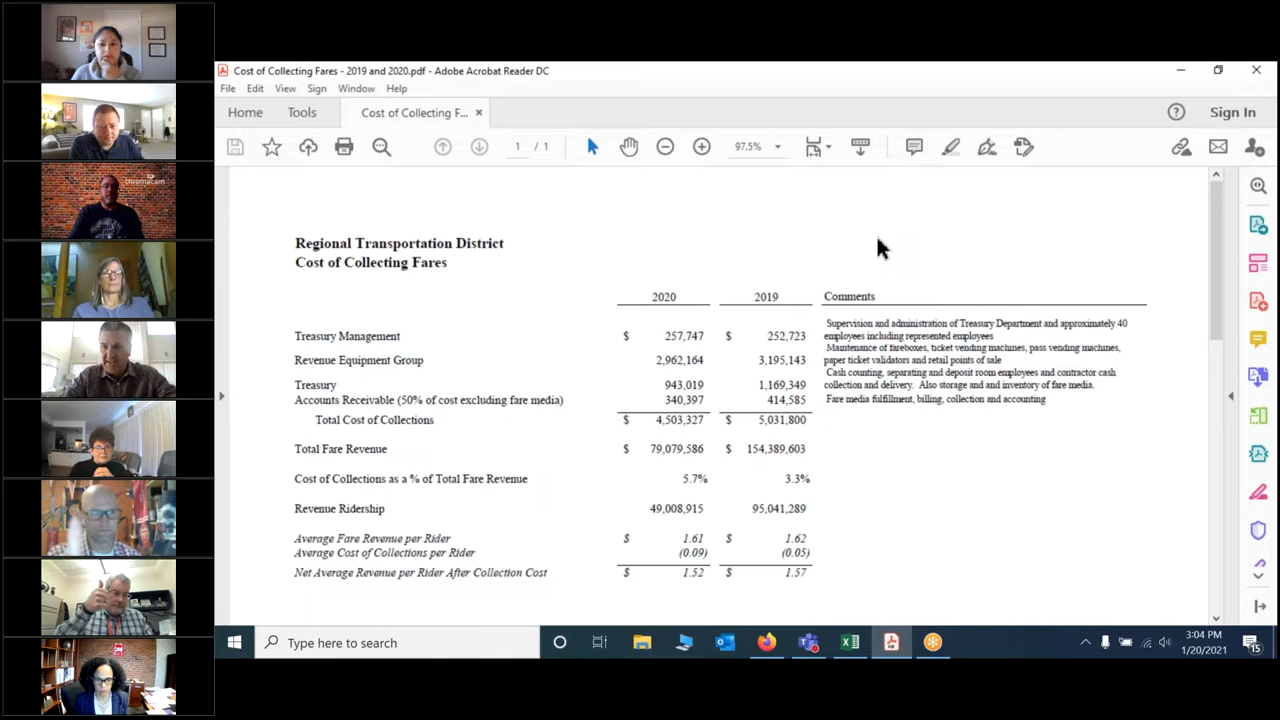 chromacam
Cost of Collecting Fares - 2019 and 2020.pdf - Adobe Acrobat Reader DC
File Edit View Sign Window Help
Home Tools Cost of Collecting F... × Sign In
1 / 1 97.5%
Regional Transportation District
Cost of Collecting Fares
2020 2019 Comments
Treasury Management $ 257,747 $ 252,723 Supervision and administration of Treasury Department and approximately 40
employees including represented employees
Maintenance of fareboxes, ticket vending machines, pass vending machines,
Revenue Equipment Group 2,962,164 3,195,143 paper ticket validators and retail points of sale
Cash counting, separating and deposit room employees and contractor cash
Treasury 943,019 1,169,349 collection and delivery. Also storage and and inventory of fare media.
Accounts Receivable (50% of cost excluding fare media) 340,397 414,585 Fare media fulfillment, billing, collection and accounting
Total Cost of Collections $ 4,503,327 $ 5,031,800
Total Fare Revenue $ 79,079,586 $ 154,389,603
Cost of Collections as a % of Total Fare Revenue 5.7% 3.3%
Revenue Ridership 49,008,915 95,041,289
Average Fare Revenue per Rider $ 1.61 $ 1.62
Average Cost of Collections per Rider (0.09) (0.05)
Net Average Revenue per Rider After Collection Cost $ 1.52 $ 1.57
Type here to search
3:04 PM
1/20/2021
15